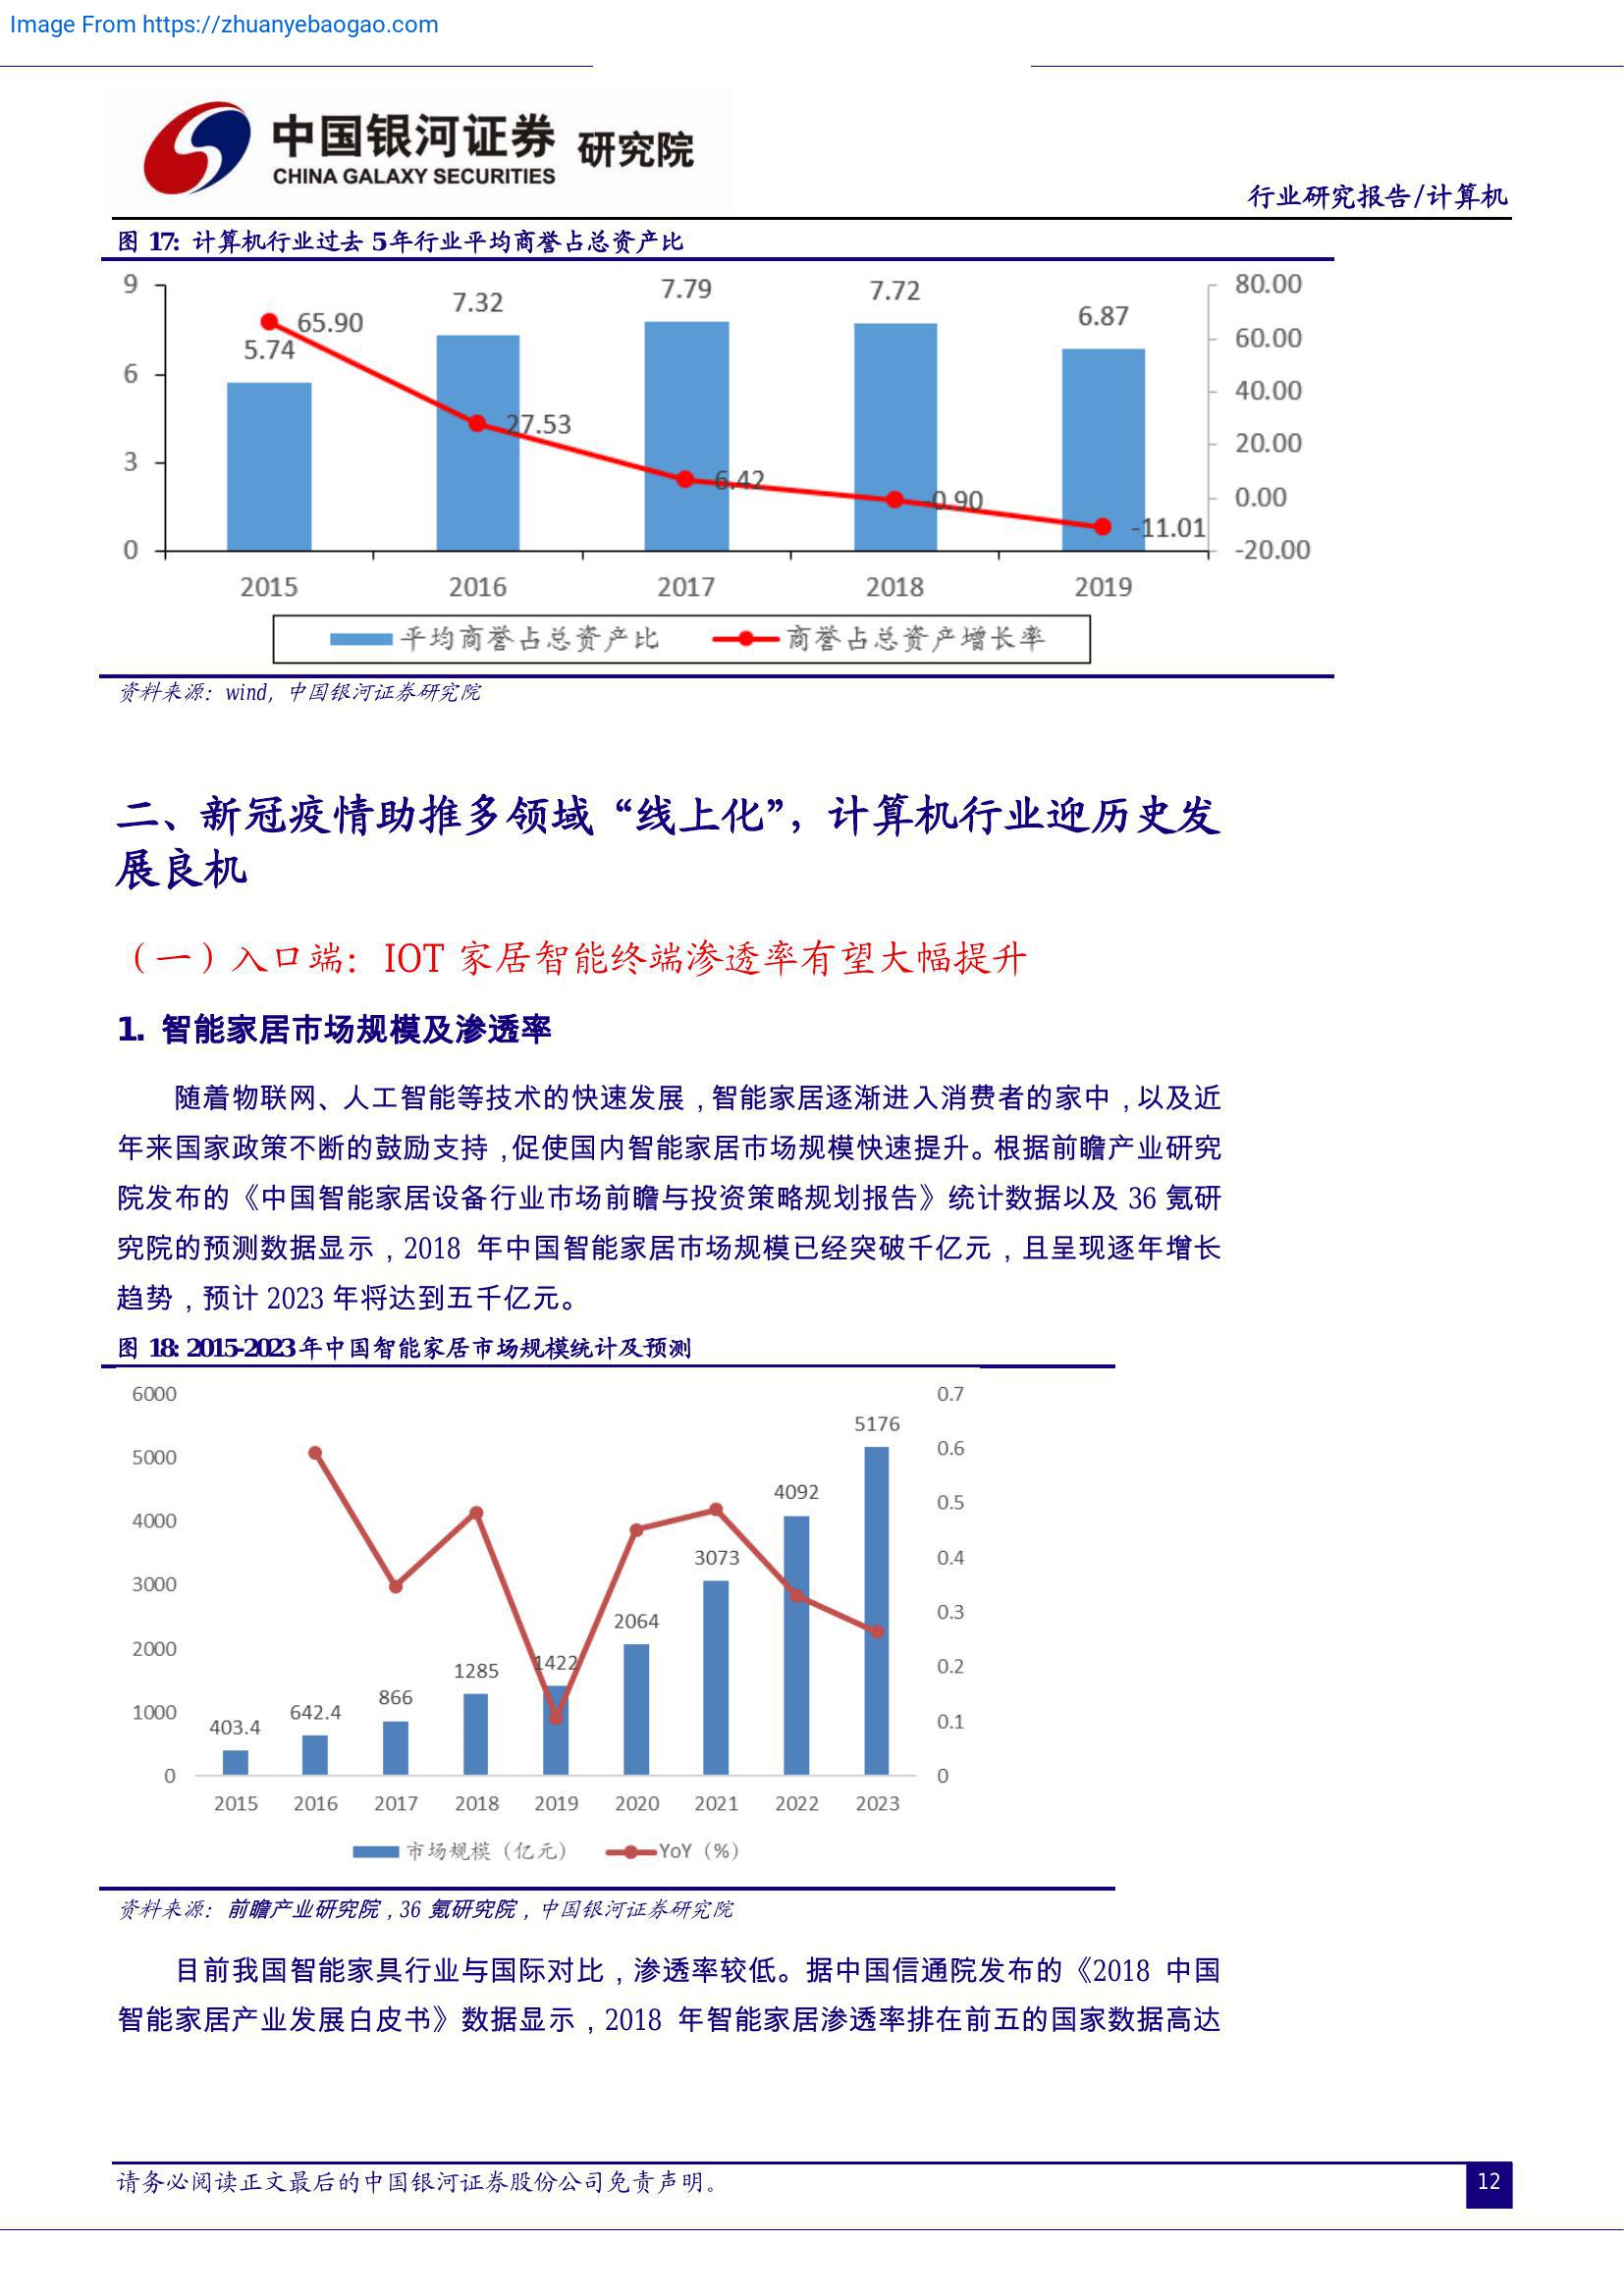 Image From https://zhuanyebaogao.com
中国银河证券 研究院
CHINA GALAXY SECURITIES
行业研究报告/计算机
图 17: 计算机行业过去 5年行业平均商誉占总资产比
9
6
3
0
80.00
60.00
40.00
20.00
0.00
-20.00
5.74
7.32
7.79
7.72
6.87
65.90
27.53
6.42
-0.90
-11.01
2015 2016 2017 2018 2019
平均商誉占总资产比 商誉占总资产增长率
资料来源：wind，中国银河证券研究院
二、新冠疫情助推多领域“线上化”，计算机行业迎历史发
展良机
（一）入口端：IOT 家居智能终端渗透率有望大幅提升
1. 智能家居市场规模及渗透率
随着物联网、人工智能等技术的快速发展，智能家居逐渐进入消费者的家中，以及近
年来国家政策不断的鼓励支持，促使国内智能家居市场规模快速提升。根据前瞻产业研究
院发布的《中国智能家居设备行业市场前瞻与投资策略规划报告》统计数据以及 36 氪研
究院的预测数据显示，2018 年中国智能家居市场规模已经突破千亿元，且呈现逐年增长
趋势，预计 2023 年将达到五千亿元。
图 18: 2015-2023年中国智能家居市场规模统计及预测
6000
5000
4000
3000
2000
1000
0
0.7
0.6
0.5
0.4
0.3
0.2
0.1
0
403.4
642.4
866
1285
1422
2064
3073
4092
5176
2015 2016 2017 2018 2019 2020 2021 2022 2023
市场规模（亿元） YoY（%）
资料来源：前瞻产业研究院，36 氪研究院，中国银河证券研究院
目前我国智能家具行业与国际对比，渗透率较低。据中国信通院发布的《2018 中国
智能家居产业发展白皮书》数据显示，2018 年智能家居渗透率排在前五的国家数据高达
请务必阅读正文最后的中国银河证券股份公司免责声明。
12